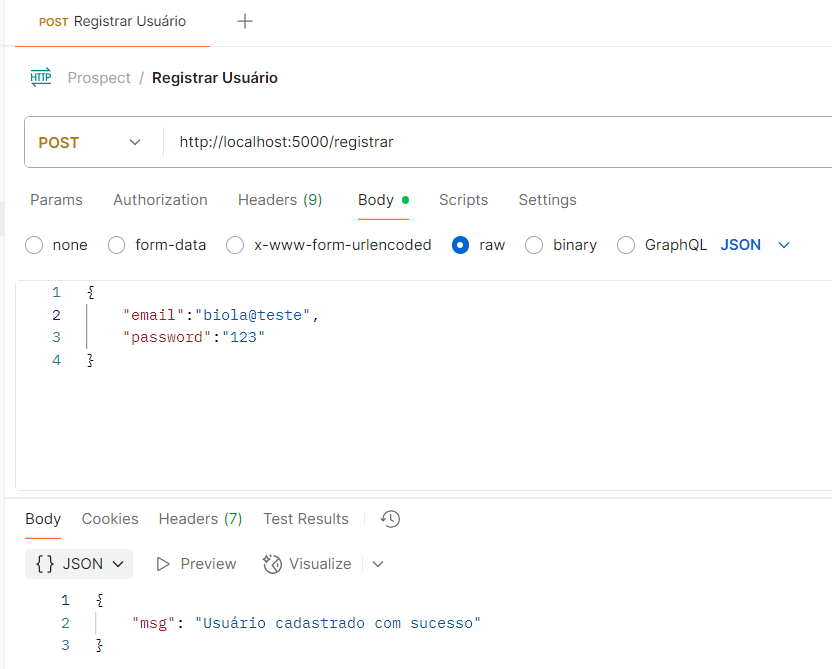 POST Registrar Usuário
HTTP Prospect / Registrar Usuário
POST http://localhost:5000/registrar
Params Authorization Headers (9) Body Scripts Settings
none form-data x-www-form-urlencoded raw binary GraphQL JSON
1 {
2 "email":"biola@teste",
3 "password":"123"
4 }
Body Cookies Headers (7) Test Results
{} JSON Preview Visualize
1 {
2 "msg": "Usuário cadastrado com sucesso"
3 }